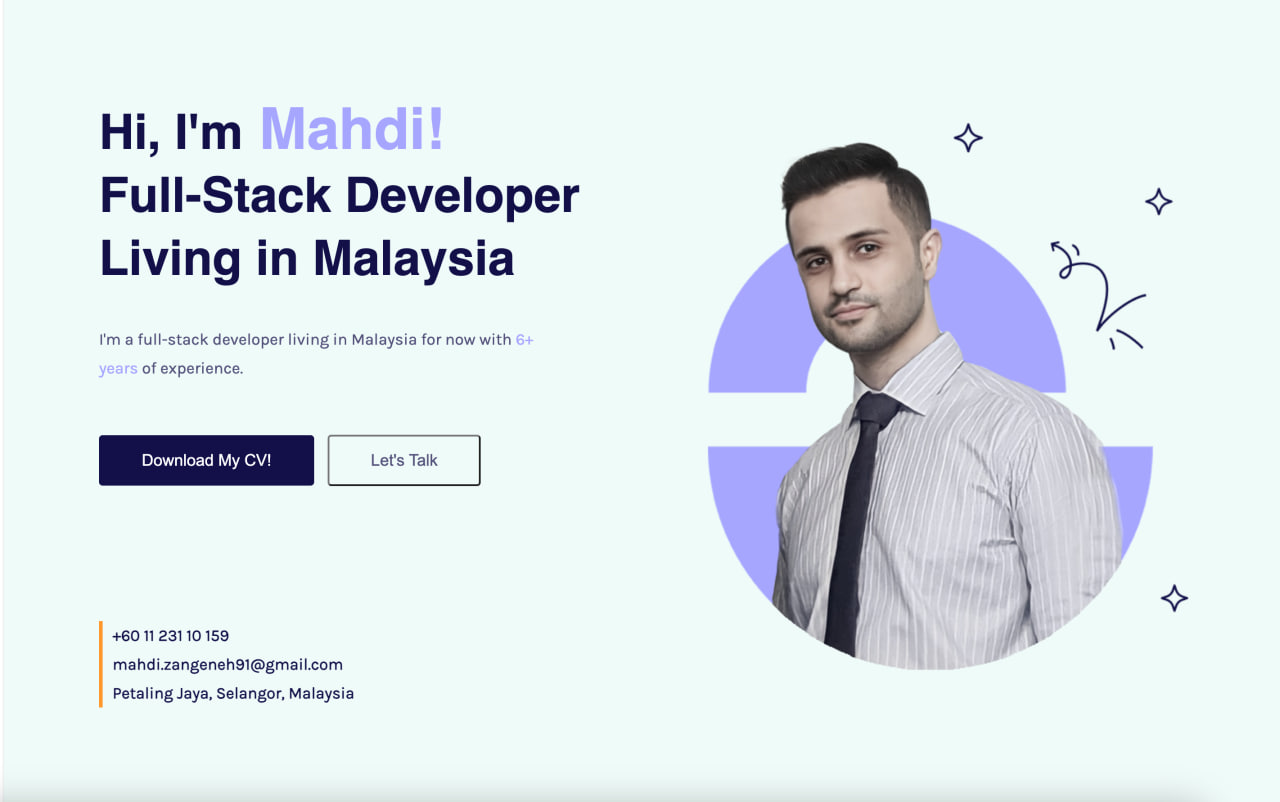 Hi, I'm Mahdi!
Full-Stack Developer
Living in Malaysia
I'm a full-stack developer living in Malaysia for now with 6+
years of experience.
Download My CV!
Let's Talk
+60 11 231 10 159
mahdi.zangeneh91@gmail.com
Petaling Jaya, Selangor, Malaysia